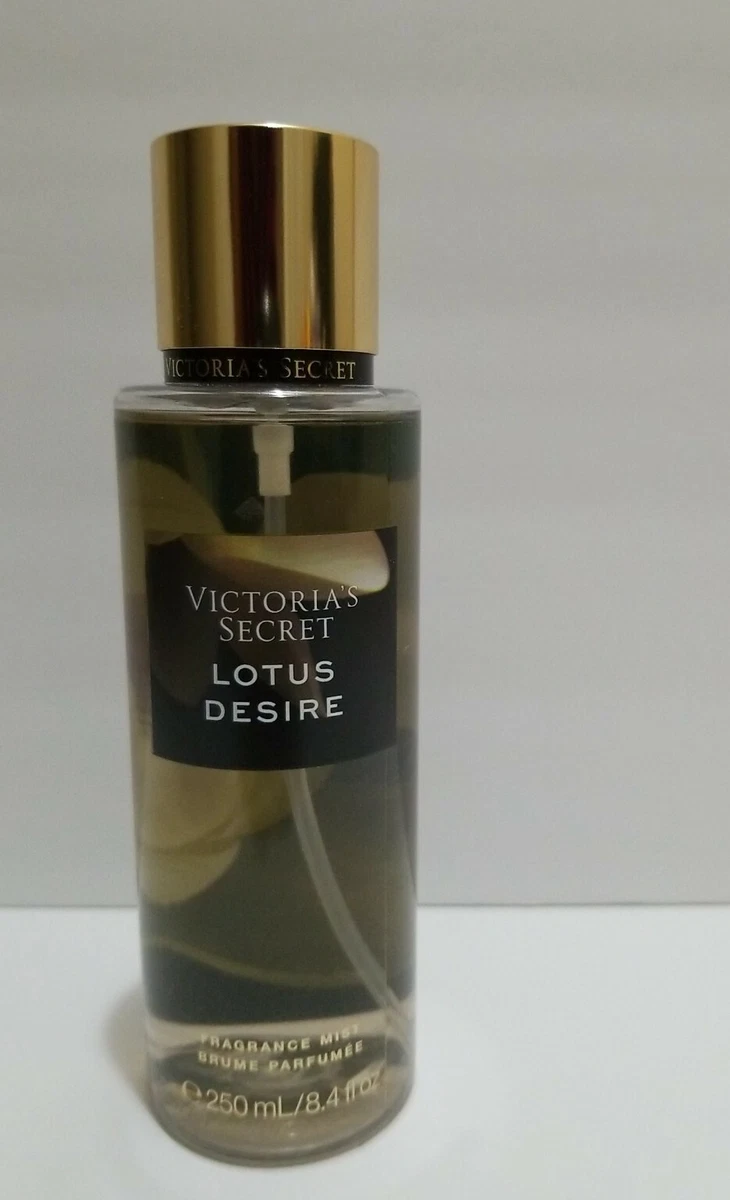 VICTORIA'S SECRET
VICTORIA'S
SECRET
LOTUS
DESIRE
FRAGRANCE MIST
BRUME PARFUMÉE
℮ 250 mL/8.4 fl oz